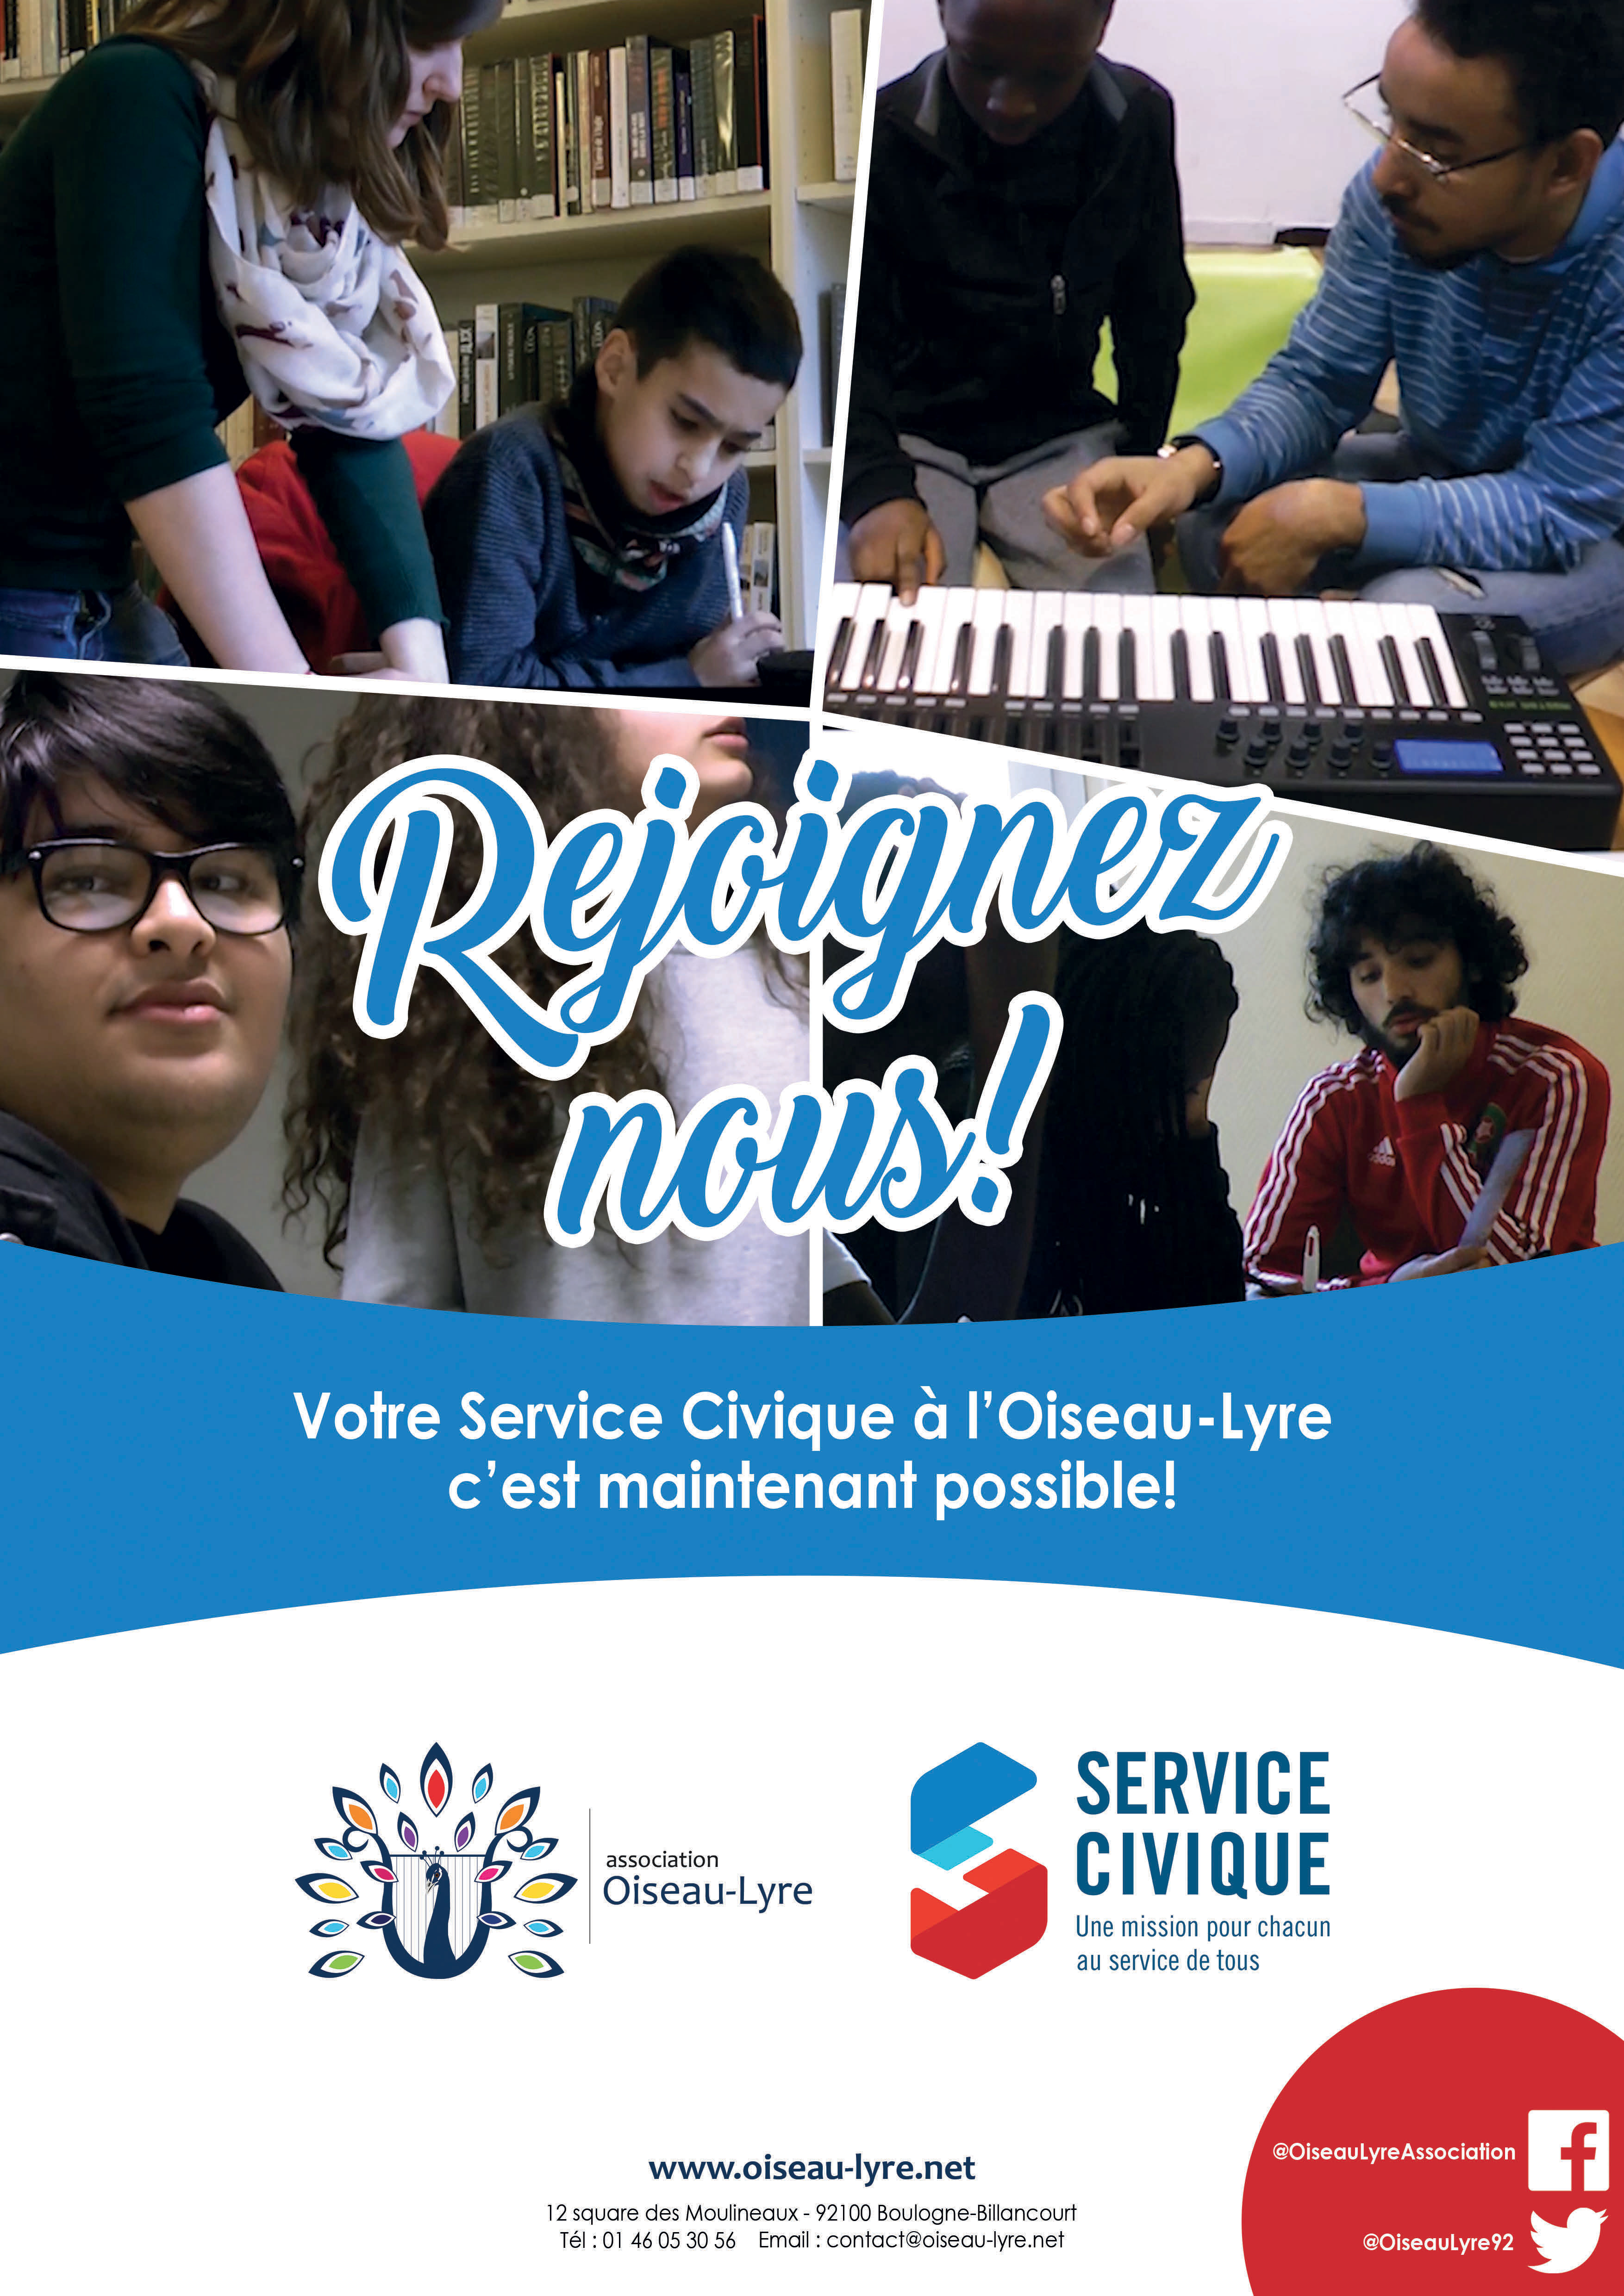 Rejoignez
nous!
adidas
Votre Service Civique à l'Oiseau-Lyre
c'est maintenant possible!
association
Oiseau-Lyre
SERVICE
CIVIQUE
Une mission pour chacun
au service de tous
@OiseauLyreAssociation
www.oiseau-lyre.net
12 square des Moulineaux - 92100 Boulogne-Billancourt
Tél : 01 46 05 30 56 Email : contact@oiseau-lyre.net
@OiseauLyre92